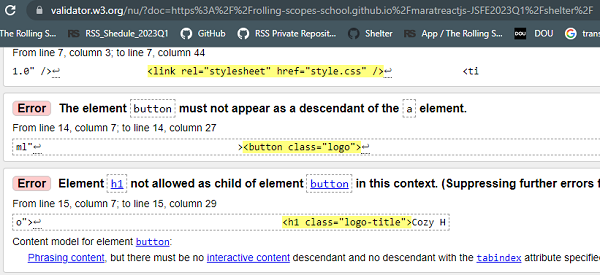 validator.w3.org/nu/?doc=https%3A%2F%2Frolling-scopes-school.github.io%2Fmaratreactjs-JSFE2023Q1%2Fshelter%2F
The Rolling S... RS RSS_Shedule_2023Q1 GitHub RSS Private Reposit... Shelter RS App / The Rolling S... DOU DOU G trans
From line 7, column 3; to line 7, column 44
1.0" />↩ <link rel="stylesheet" href="style.css" />↩ <ti
Error The element button must not appear as a descendant of the a element.
From line 14, column 7; to line 14, column 27
ml"↩ ><button class="logo">↩
Error Element h1 not allowed as child of element button in this context. (Suppressing further errors f
From line 15, column 7; to line 15, column 29
o">↩ <h1 class="logo-title">Cozy H
Content model for element button:
Phrasing content, but there must be no interactive content descendant and no descendant with the tabindex attribute specifie